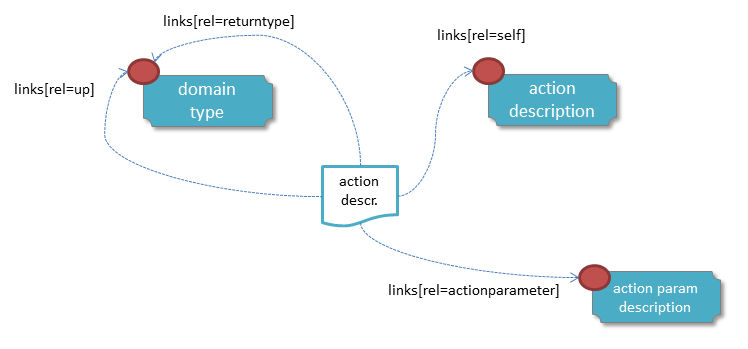 links[rel=returntype]
links[rel=self]
links[rel=up]
domain
type
action
description
action
descr.
links[rel=actionparameter]
action param
description